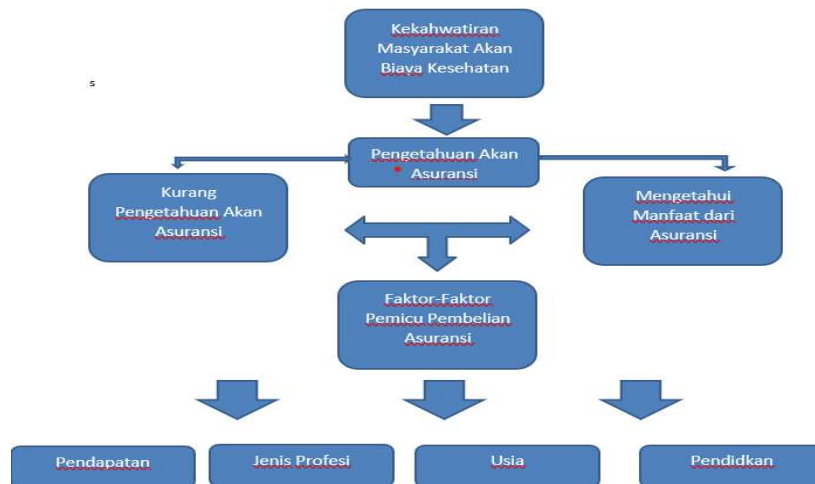 Kekahwatiran
Masyarakat Akan
Biaya Kesehatan
s
Pengetahuan Akan
Asuransi
Kurang
Pengetahuan Akan
Asuransi
Mengetahui
Manfaat dari
Asuransi
Faktor-Faktor
Pemicu Pembelian
Asuransi
Pendapatan
Jenis Profesi
Usia
Pendidkan